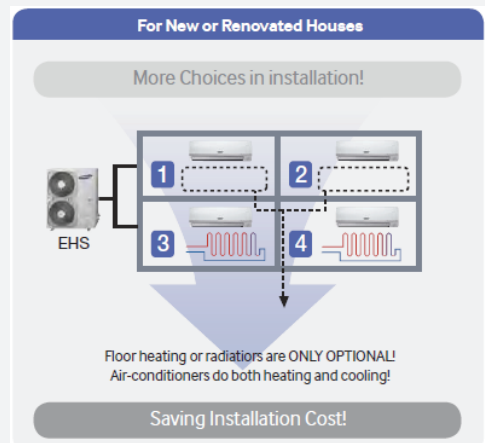 For New or Renovated Houses
More Choices in installation!
1
2
EHS
3
4
Floor heating or radiatiors are ONLY OPTIONAL!
Air-conditioners do both heating and cooling!
Saving Installation Cost!